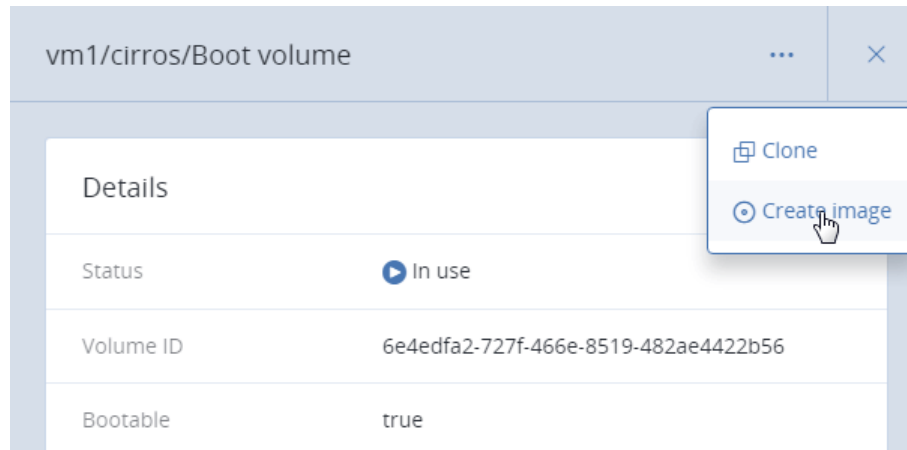 vm1/cirros/Boot volume
Clone
Create image
Details
Status In use
Volume ID 6e4edfa2-727f-466e-8519-482ae4422b56
Bootable true